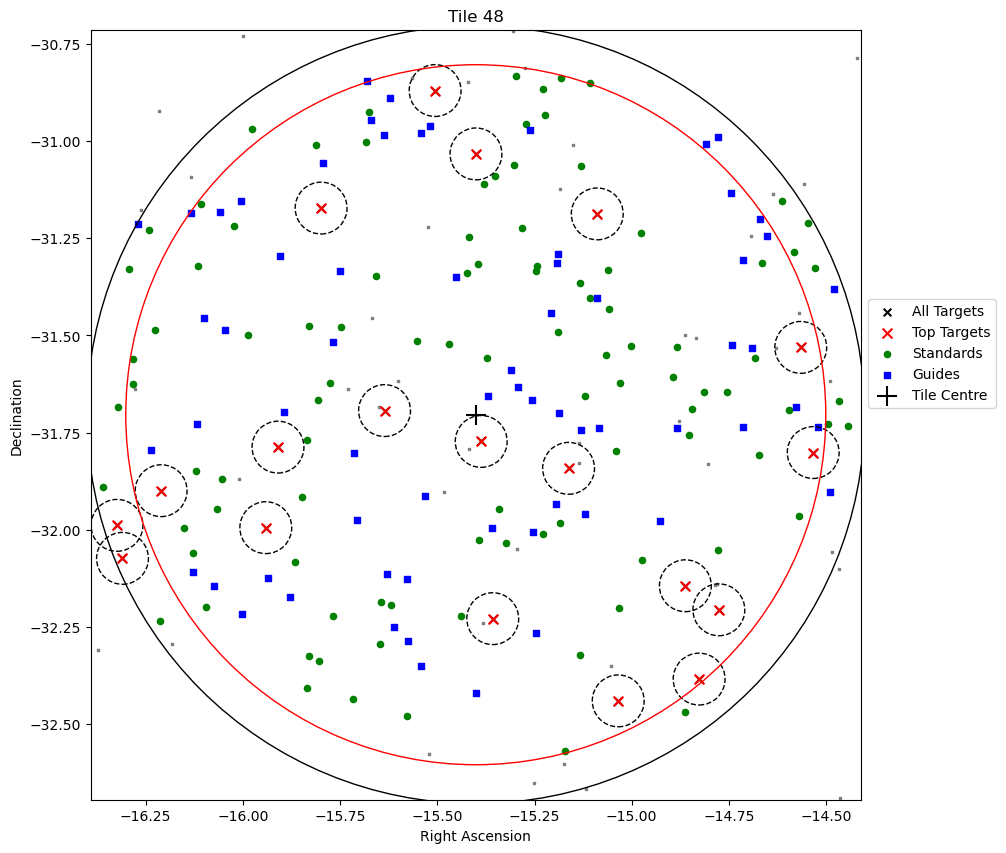 Tile 48
−30.75
−31.00
−31.25
−31.50
−31.75
−32.00
−32.25
−32.50
Declination
−16.25
−16.00
−15.75
−15.50
−15.25
−15.00
−14.75
−14.50
Right Ascension
All Targets
Top Targets
Standards
Guides
Tile Centre